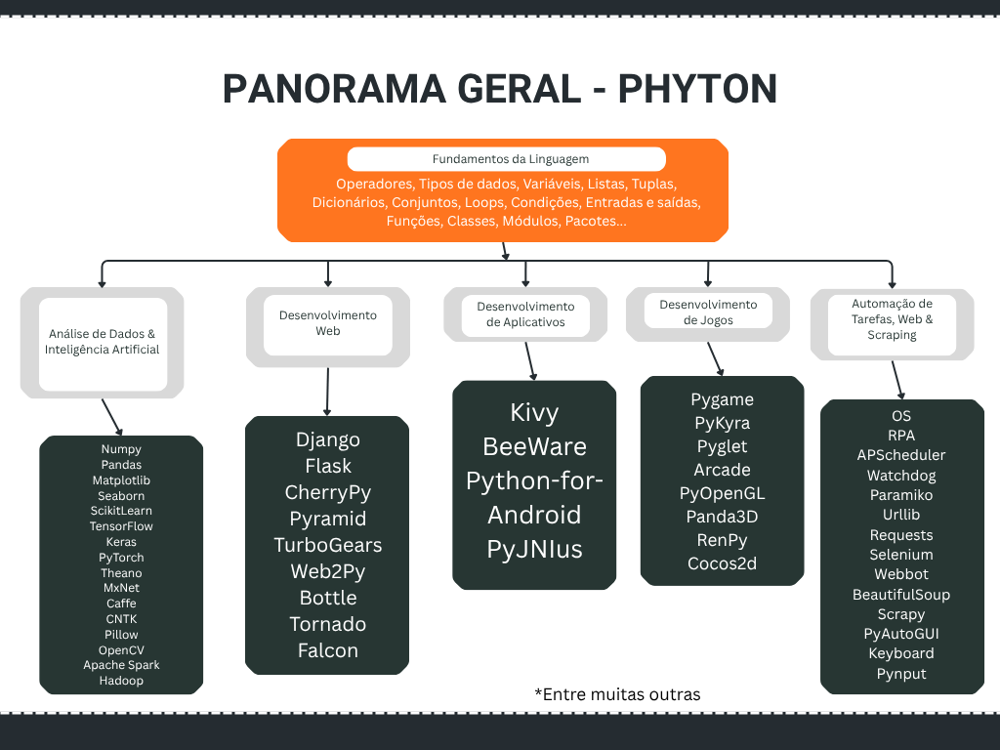 PANORAMA GERAL - PHYTON
Fundamentos da Linguagem
Operadores, Tipos de dados, Variáveis, Listas, Tuplas,
Dicionários, Conjuntos, Loops, Condições, Entradas e saídas,
Funções, Classes, Módulos, Pacotes...
Análise de Dados &
Inteligência Artificial
Numpy
Pandas
Matplotlib
Seaborn
ScikitLearn
TensorFlow
Keras
PyTorch
Theano
MxNet
Caffe
CNTK
Pillow
OpenCV
Apache Spark
Hadoop
Desenvolvimento
Web
Django
Flask
CherryPy
Pyramid
TurboGears
Web2Py
Bottle
Tornado
Falcon
Desenvolvimento
de Aplicativos
Kivy
BeeWare
Python-for-
Android
PyJNIus
Desenvolvimento
de Jogos
Pygame
PyKyra
Pyglet
Arcade
PyOpenGL
Panda3D
RenPy
Cocos2d
Automação de
Tarefas, Web &
Scraping
OS
RPA
APScheduler
Watchdog
Paramiko
Urllib
Requests
Selenium
Webbot
BeautifulSoup
Scrapy
PyAutoGUI
Keyboard
Pynput
*Entre muitas outras